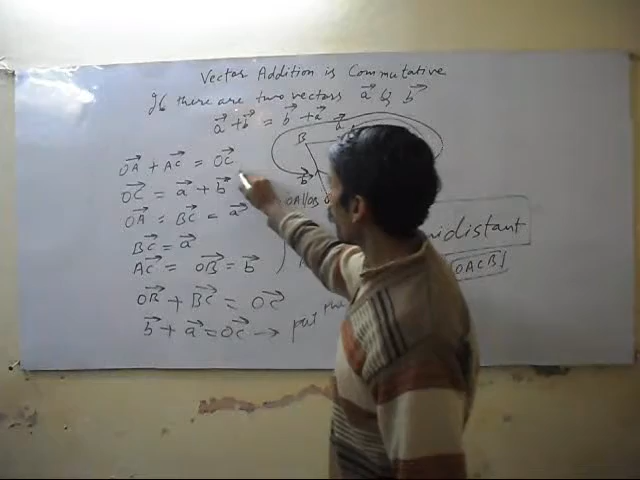 Vector Addition is Commutative
If there are two vectors a⃗ & b⃗
a⃗ + b⃗ = b⃗ + a⃗
a⃗
B
OA⃗ + AC⃗ = OC⃗
b⃗
OC⃗ = a⃗ + b⃗
OA⃗ = BC⃗ = a⃗
idistant
BC⃗ = a⃗
AC⃗ = OB⃗ = b⃗
OACB
OB⃗ + BC⃗ = OC⃗
b⃗ + a⃗ = OC⃗ → put the